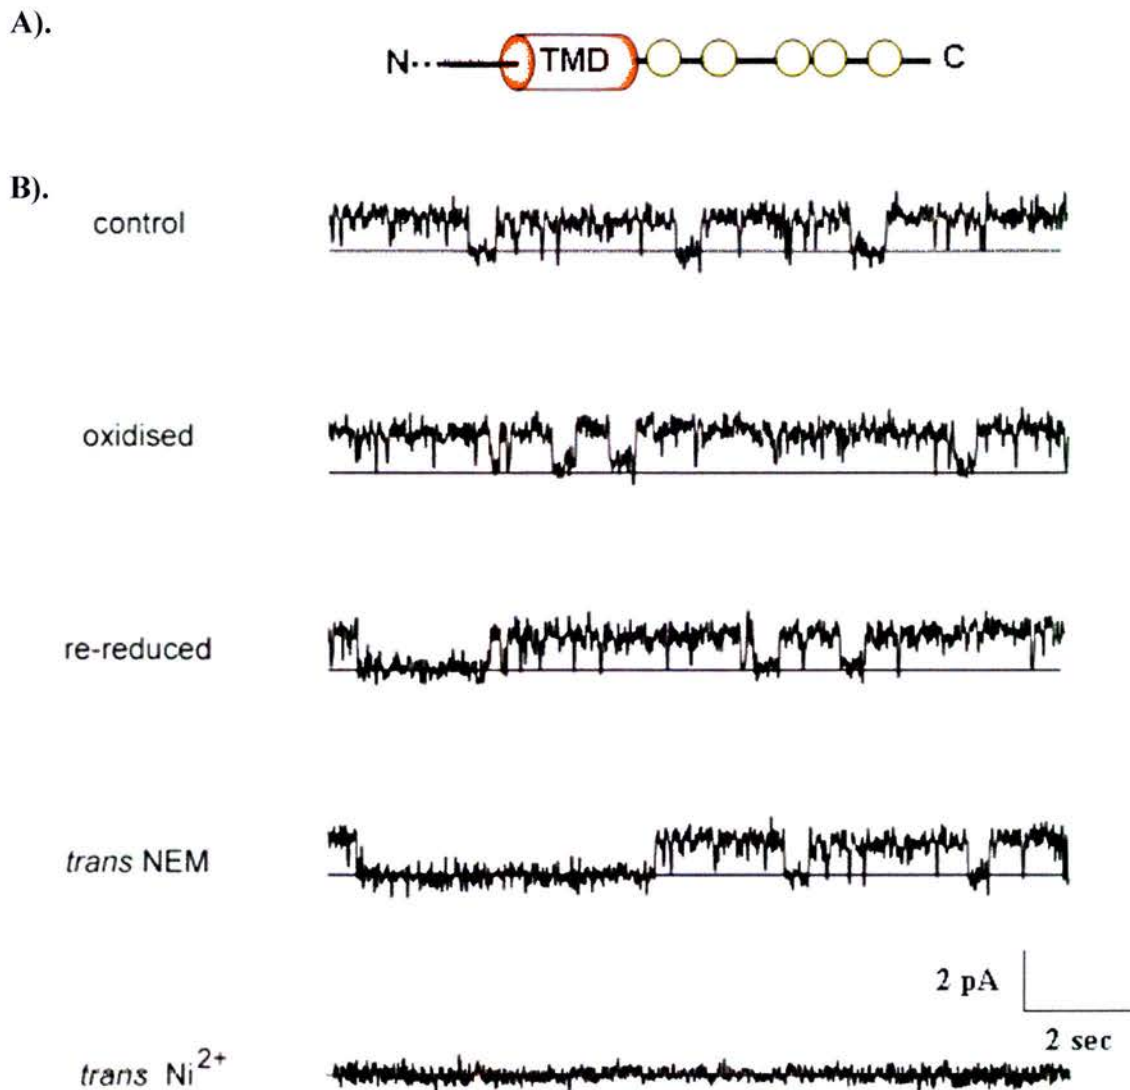 A).
N TMD C
B).
control
oxidised
re-reduced
trans NEM
2 pA
2 sec
trans Ni²⁺